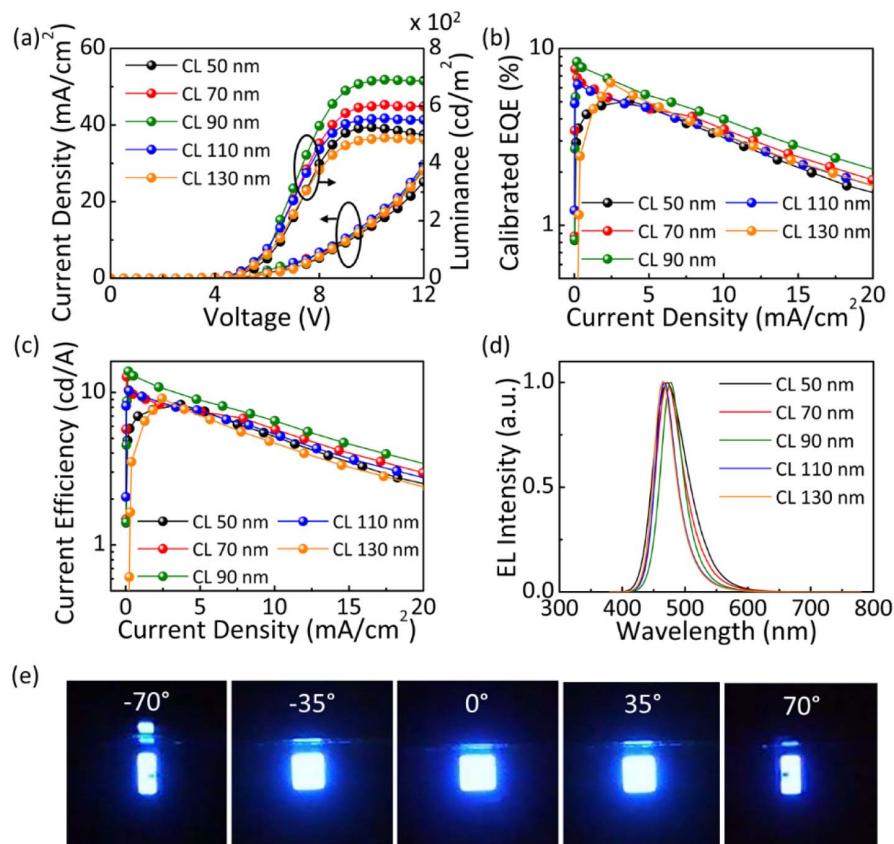 x 10²
(a)
2
60
50
40
30
20
10
0
Current Density (mA/cm²)
CL 50 nm
CL 70 nm
CL 90 nm
CL 110 nm
CL 130 nm
8
6
4
2
0
Luminance (cd/m²)
0 4 8 12
Voltage (V)
(b)
10
1
Calibrated EQE (%)
CL 50 nm
CL 70 nm
CL 90 nm
CL 110 nm
CL 130 nm
0 5 10 15 20
Current Density (mA/cm²)
(c)
10
1
Current Efficiency (cd/A)
CL 50 nm
CL 70 nm
CL 90 nm
CL 110 nm
CL 130 nm
0 5 10 15 20
Current Density (mA/cm²)
(d)
1.0
0.5
0.0
EL Intensity (a.u.)
CL 50 nm
CL 70 nm
CL 90 nm
CL 110 nm
CL 130 nm
300 400 500 600 700 800
Wavelength (nm)
(e)
-70° -35° 0° 35° 70°